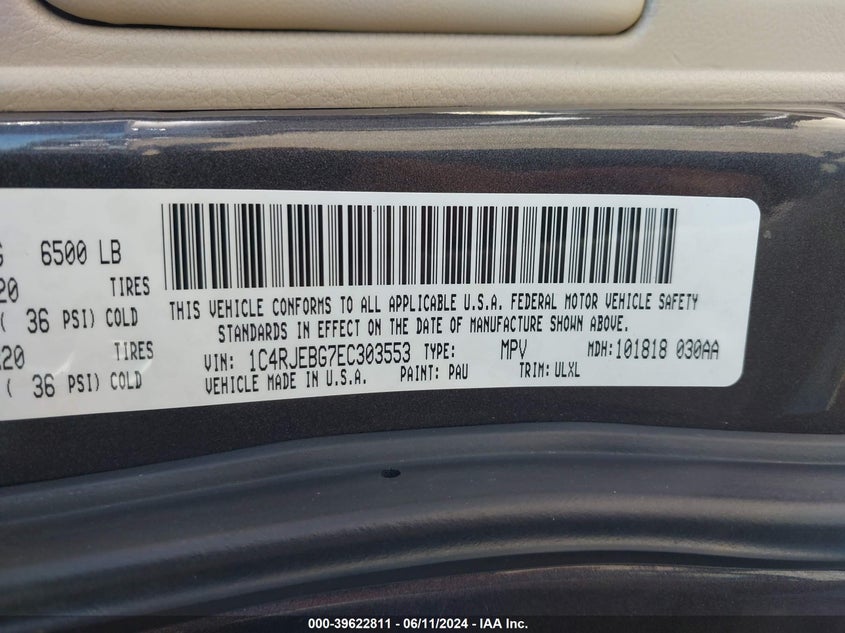 6500 LB
20 TIRES
( 36 PSI) COLD
20 TIRES
( 36 PSI) COLD
THIS VEHICLE CONFORMS TO ALL APPLICABLE U.S.A. FEDERAL MOTOR VEHICLE SAFETY
STANDARDS IN EFFECT ON THE DATE OF MANUFACTURE SHOWN ABOVE.
VIN: 1C4RJEBG7EC303553 TYPE: MPV MDH: 101818 030AA
VEHICLE MADE IN U.S.A. PAINT: PAU TRIM: ULXL
000-39622811 - 06/11/2024 - IAA Inc.